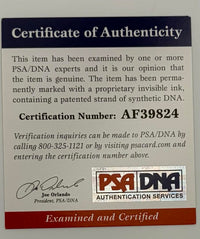 Certificate of Authenticity
This item has been examined by one or more
PSA/DNA experts and it is our opinion that
the item is genuine. The item has been perma-
nently marked with a proprietary invisible ink,
containing a patented strand of synthetic DNA.
Certification Number: AF39824
Verification inquiries can be made to PSA/DNA by
calling 800-325-1121 or by visiting psacard.com and
entering the certification number above.
Joe Orlando
President, PSA/DNA
PSA DNA
AUTHENTICATION SERVICES
Examined and Certified